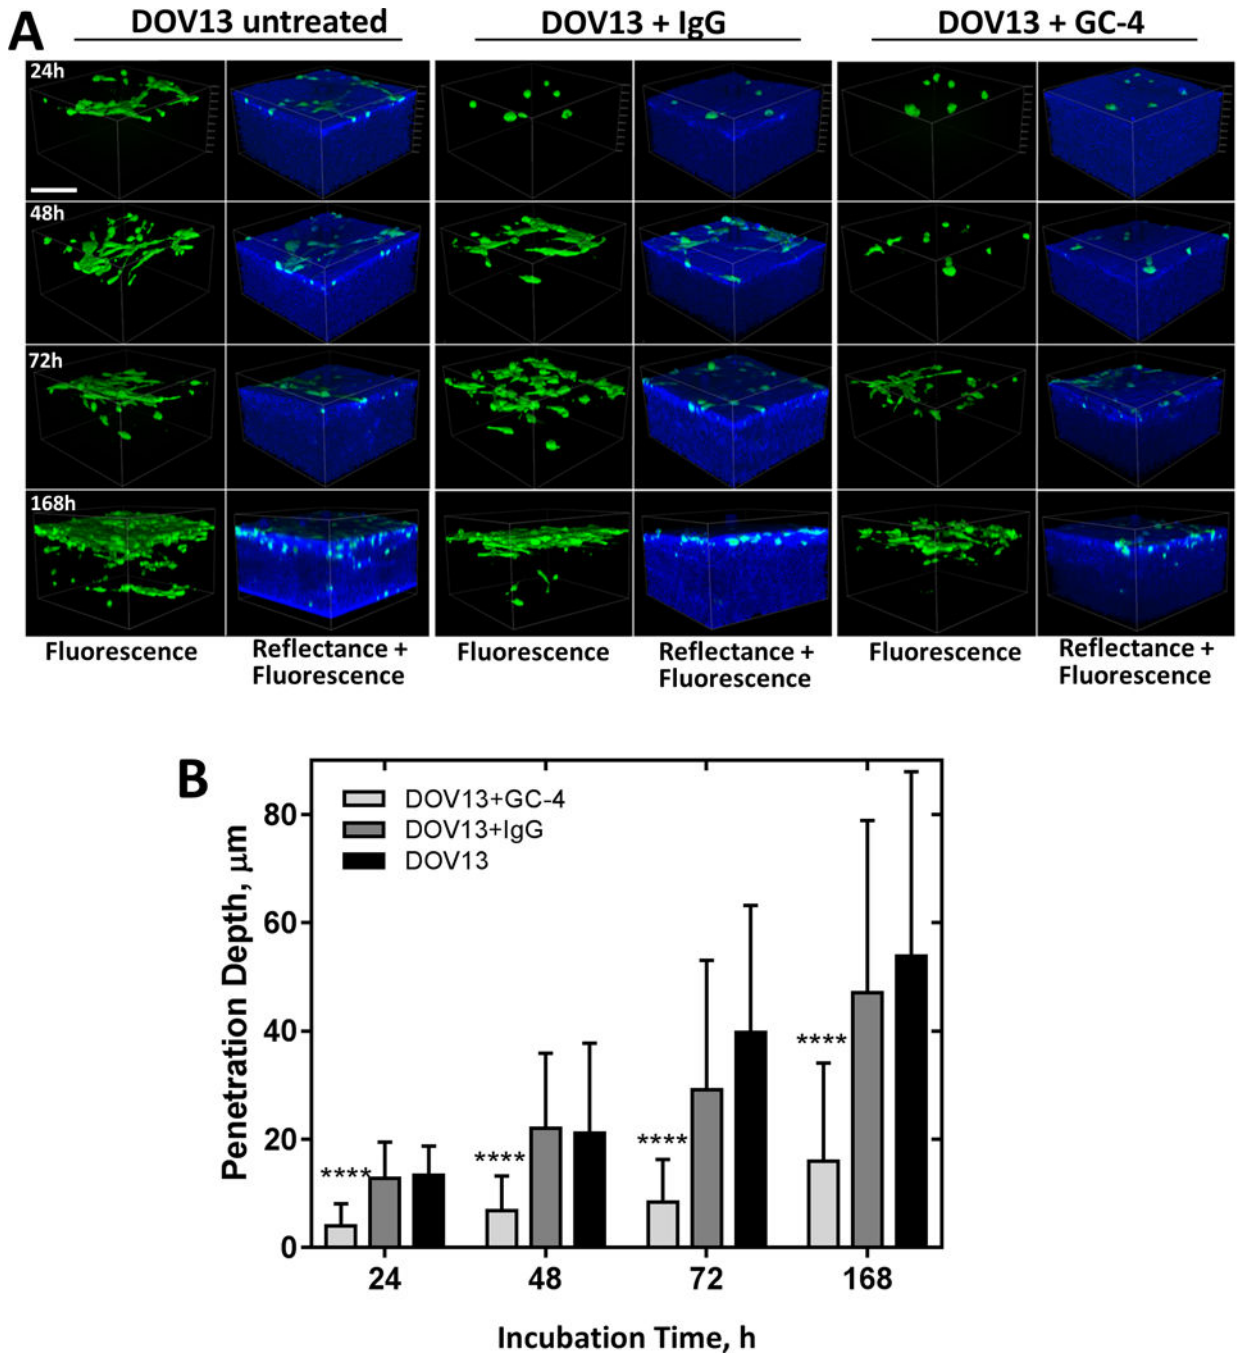 A
DOV13 untreated
DOV13 + IgG
DOV13 + GC-4
24h
48h
72h
168h
Fluorescence
Reflectance +
Fluorescence
Fluorescence
Reflectance +
Fluorescence
Fluorescence
Reflectance +
Fluorescence
B
DOV13+GC-4
DOV13+IgG
DOV13
Penetration Depth, μm
80
60
40
20
0
****
****
****
****
24
48
72
168
Incubation Time, h